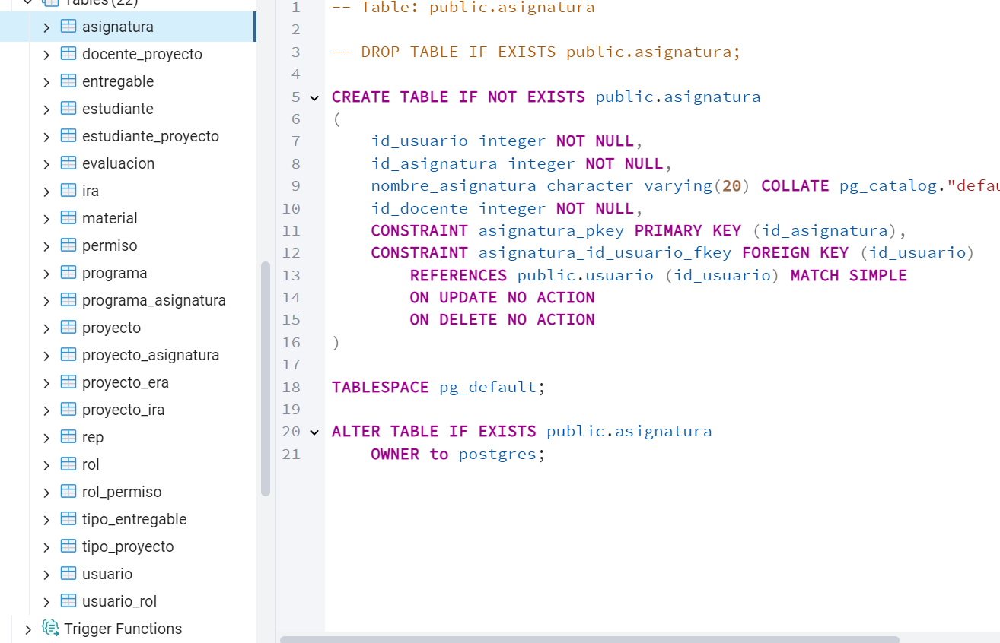 Tables (22)
asignatura
docente_proyecto
entregable
estudiante
estudiante_proyecto
evaluacion
ira
material
permiso
programa
programa_asignatura
proyecto
proyecto_asignatura
proyecto_era
proyecto_ira
rep
rol
rol_permiso
tipo_entregable
tipo_proyecto
usuario
usuario_rol
Trigger Functions
1 -- Table: public.asignatura
2
3 -- DROP TABLE IF EXISTS public.asignatura;
4
5 CREATE TABLE IF NOT EXISTS public.asignatura
6 (
7 id_usuario integer NOT NULL,
8 id_asignatura integer NOT NULL,
9 nombre_asignatura character varying(20) COLLATE pg_catalog."defau
10 id_docente integer NOT NULL,
11 CONSTRAINT asignatura_pkey PRIMARY KEY (id_asignatura),
12 CONSTRAINT asignatura_id_usuario_fkey FOREIGN KEY (id_usuario)
13 REFERENCES public.usuario (id_usuario) MATCH SIMPLE
14 ON UPDATE NO ACTION
15 ON DELETE NO ACTION
16 )
17
18 TABLESPACE pg_default;
19
20 ALTER TABLE IF EXISTS public.asignatura
21 OWNER to postgres;